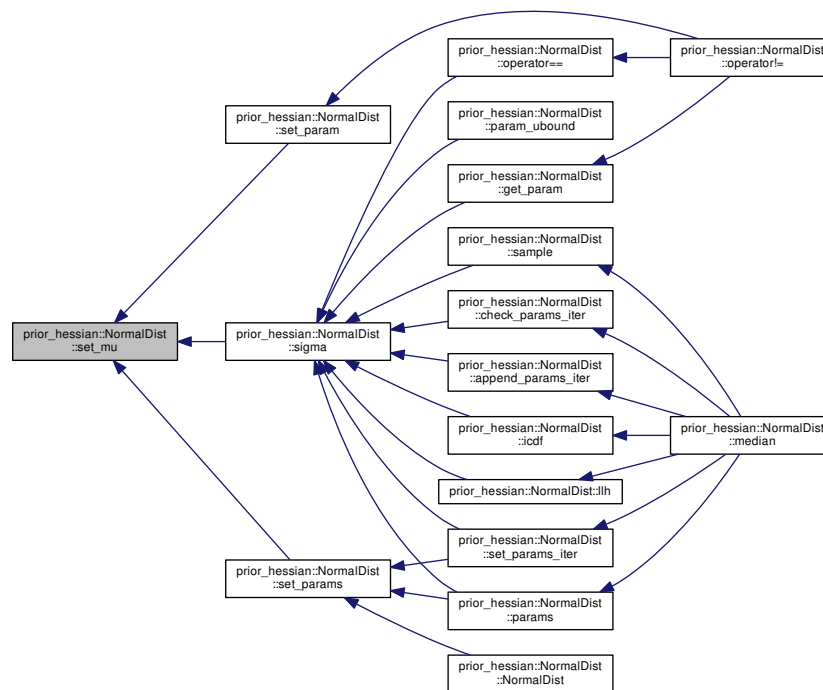 prior_hessian::NormalDist
::operator==
prior_hessian::NormalDist
::operator!=
prior_hessian::NormalDist
::set_param
prior_hessian::NormalDist
::param_ubound
prior_hessian::NormalDist
::get_param
prior_hessian::NormalDist
::sample
prior_hessian::NormalDist
::check_params_iter
prior_hessian::NormalDist
::set_mu
prior_hessian::NormalDist
::sigma
prior_hessian::NormalDist
::append_params_iter
prior_hessian::NormalDist
::icdf
prior_hessian::NormalDist
::median
prior_hessian::NormalDist::llh
prior_hessian::NormalDist
::set_params_iter
prior_hessian::NormalDist
::set_params
prior_hessian::NormalDist
::params
prior_hessian::NormalDist
::NormalDist